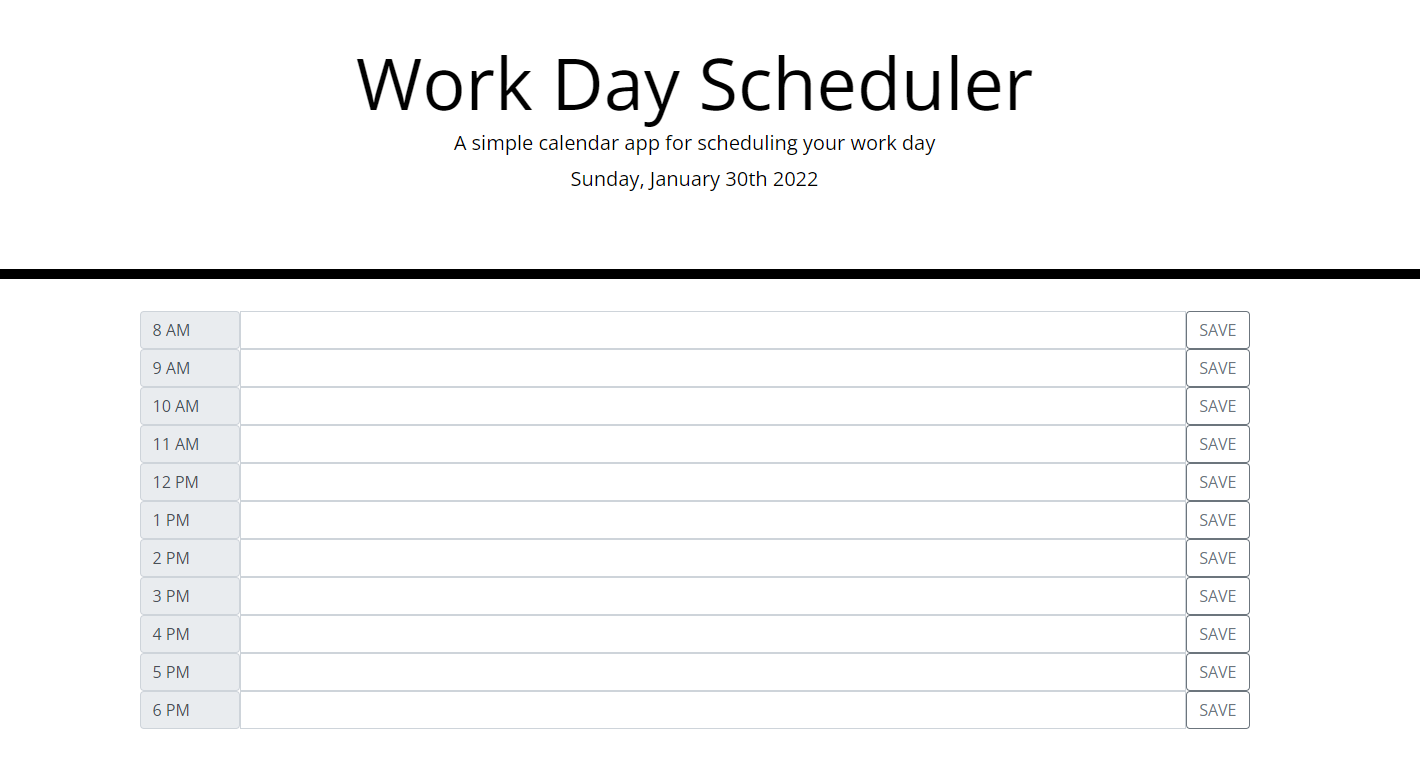 Work Day Scheduler
A simple calendar app for scheduling your work day
Sunday, January 30th 2022
8 AM SAVE
9 AM SAVE
10 AM SAVE
11 AM SAVE
12 PM SAVE
1 PM SAVE
2 PM SAVE
3 PM SAVE
4 PM SAVE
5 PM SAVE
6 PM SAVE